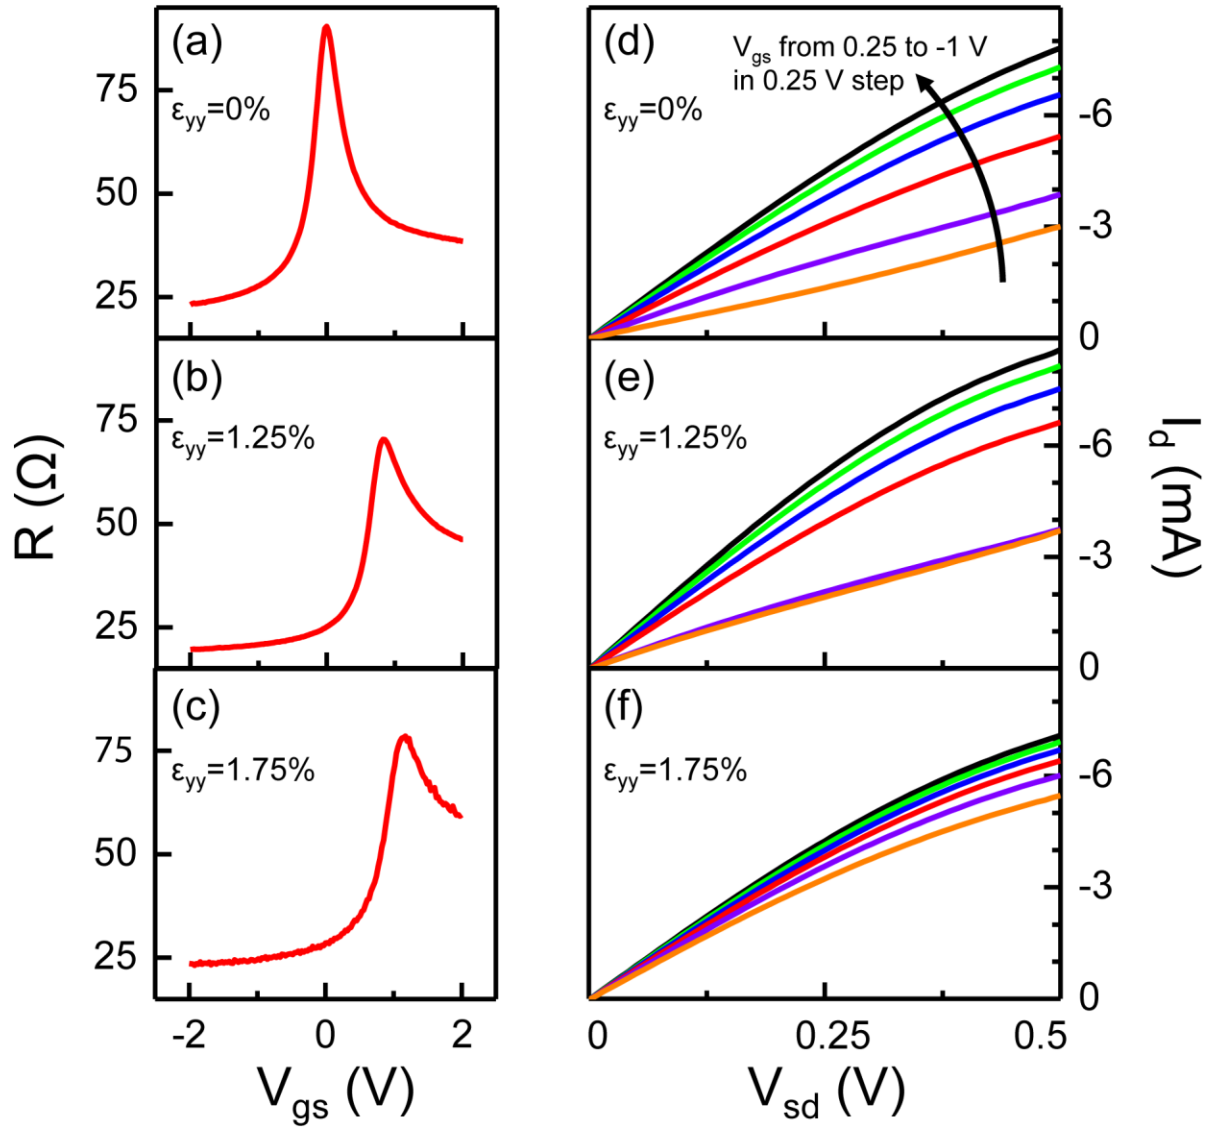 (a)
ε_yy=0%
75
50
25
(b)
ε_yy=1.25%
75
50
25
(c)
ε_yy=1.75%
75
50
25
R (Ω)
-2
0
2
V_gs (V)
(d)
V_gs from 0.25 to -1 V
in 0.25 V step
ε_yy=0%
-6
-3
0
(e)
ε_yy=1.25%
-6
-3
0
(f)
ε_yy=1.75%
-6
-3
0
I_d (mA)
0
0.25
0.5
V_sd (V)